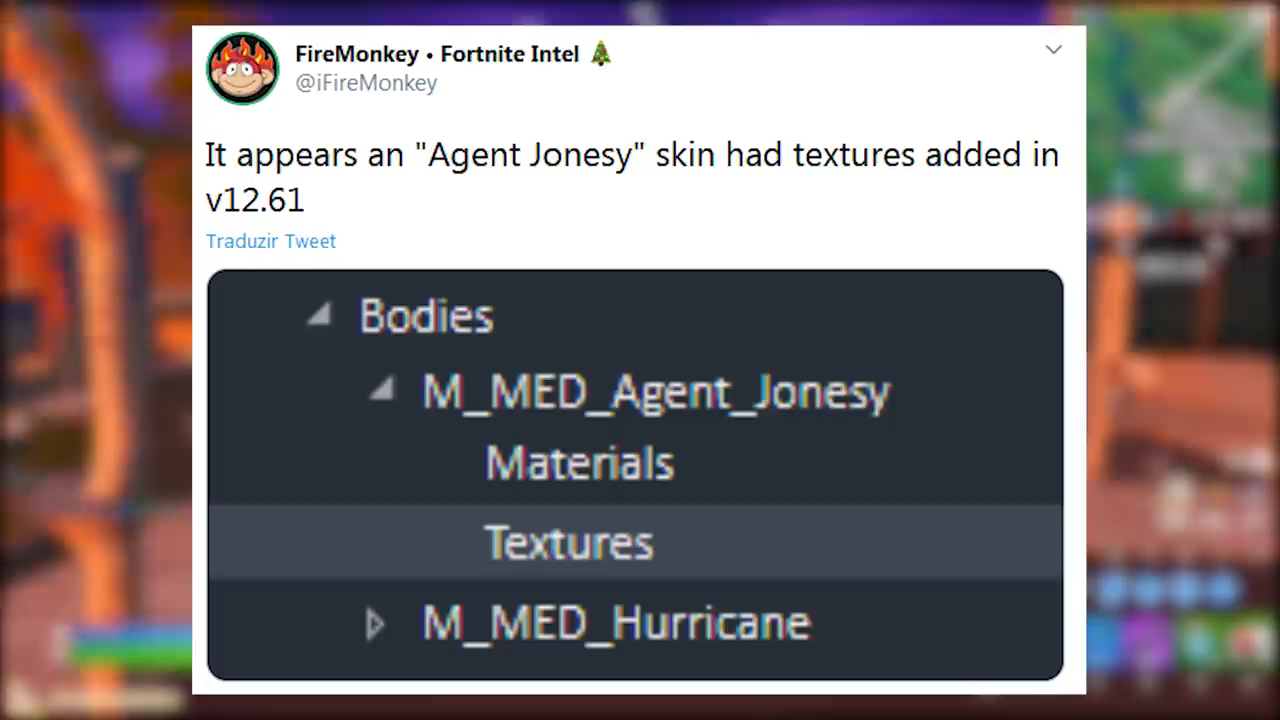 FireMonkey • Fortnite Intel 🎄
@iFireMonkey
It appears an "Agent Jonesy" skin had textures added in
v12.61
Traduzir Tweet
Bodies
M_MED_Agent_Jonesy
Materials
Textures
M_MED_Hurricane